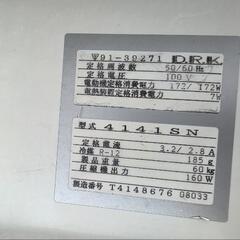 Ψ91-39271 D.R.K.
定格周波数 50/60Hz
定格電圧 100V
電動機定格消費電力 172/172W
電熱装置定格消費電力 7W
型式 4141SN
定格電流 3.2/2.8A
冷媒 R-12 185g
製品重量 60kg
圧縮機出力 160W
製造番号 T4148676 08033